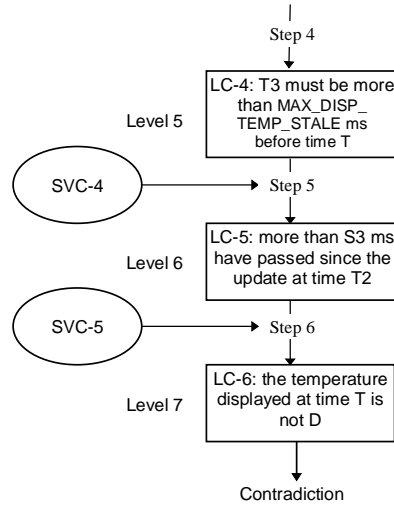 Step 4
LC-4: T3 must be more
than MAX_DISP_
TEMP_STALE ms
before time T
Level 5
SVC-4
Step 5
LC-5: more than S3 ms
have passed since the
update at time T2
Level 6
SVC-5
Step 6
LC-6: the temperature
displayed at time T is
not D
Level 7
Contradiction